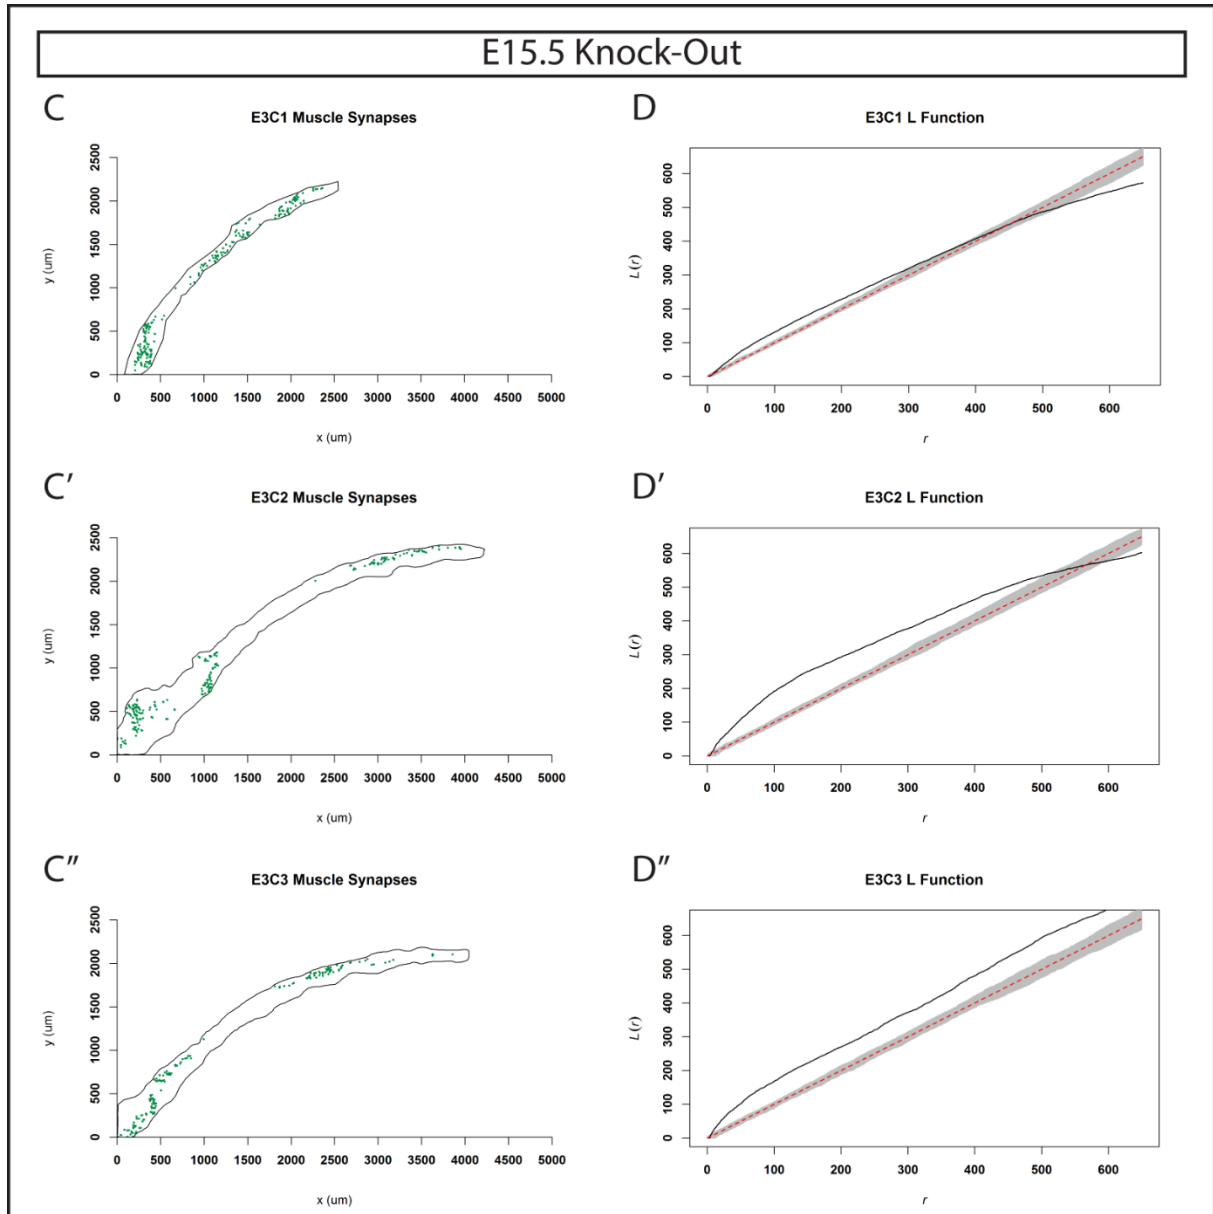 E15.5 Knock-Out
C
E3C1 Muscle Synapses
y (um)
0 500 1000 1500 2000 2500
0 500 1000 1500 2000 2500 3000 3500 4000 4500 5000
x (um)
D
E3C1 L Function
L(r)
0 100 200 300 400 500 600
0 100 200 300 400 500 600
r
C'
E3C2 Muscle Synapses
y (um)
0 500 1000 1500 2000 2500
0 500 1000 1500 2000 2500 3000 3500 4000 4500 5000
x (um)
D'
E3C2 L Function
L(r)
0 100 200 300 400 500 600
0 100 200 300 400 500 600
r
C"
E3C3 Muscle Synapses
y (um)
0 500 1000 1500 2000 2500
0 500 1000 1500 2000 2500 3000 3500 4000 4500 5000
x (um)
D"
E3C3 L Function
L(r)
0 100 200 300 400 500 600
0 100 200 300 400 500 600
r